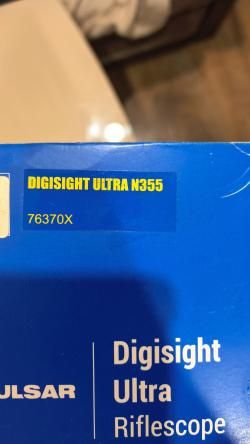 DIGISIGHT ULTRA N355
76370X
ULSAR
Digisight
Ultra
Riflescope